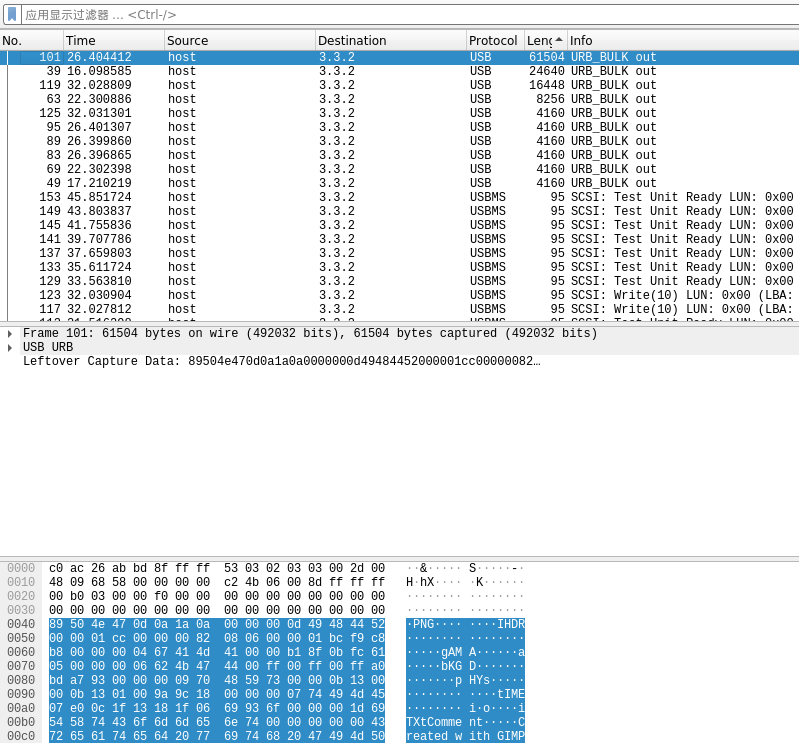 应用显示过滤器 … <Ctrl-/>
No. Time Source Destination Protocol Leng Info
101 26.404412 host 3.3.2 USB 61504 URB_BULK out
39 16.098585 host 3.3.2 USB 24640 URB_BULK out
119 32.028809 host 3.3.2 USB 16448 URB_BULK out
63 22.300886 host 3.3.2 USB 8256 URB_BULK out
125 32.031301 host 3.3.2 USB 4160 URB_BULK out
95 26.401307 host 3.3.2 USB 4160 URB_BULK out
89 26.399860 host 3.3.2 USB 4160 URB_BULK out
83 26.396865 host 3.3.2 USB 4160 URB_BULK out
69 22.302398 host 3.3.2 USB 4160 URB_BULK out
49 17.210219 host 3.3.2 USB 4160 URB_BULK out
153 45.851724 host 3.3.2 USBMS 95 SCSI: Test Unit Ready LUN: 0x00
149 43.803837 host 3.3.2 USBMS 95 SCSI: Test Unit Ready LUN: 0x00
145 41.755836 host 3.3.2 USBMS 95 SCSI: Test Unit Ready LUN: 0x00
141 39.707786 host 3.3.2 USBMS 95 SCSI: Test Unit Ready LUN: 0x00
137 37.659803 host 3.3.2 USBMS 95 SCSI: Test Unit Ready LUN: 0x00
133 35.611724 host 3.3.2 USBMS 95 SCSI: Test Unit Ready LUN: 0x00
129 33.563810 host 3.3.2 USBMS 95 SCSI: Test Unit Ready LUN: 0x00
123 32.030904 host 3.3.2 USBMS 95 SCSI: Write(10) LUN: 0x00 (LBA:
117 32.027812 host 3.3.2 USBMS 95 SCSI: Write(10) LUN: 0x00 (LBA:
Frame 101: 61504 bytes on wire (492032 bits), 61504 bytes captured (492032 bits)
USB URB
Leftover Capture Data: 89504e470d0a1a0a0000000d49484452000001cc00000082…
0000 c0 ac 26 ab bd 8f ff ff 53 03 02 03 03 00 2d 00 ··&····· S·····-·
0010 48 09 68 58 00 00 00 00 c2 4b 06 00 8d ff ff ff H·hX···· ·K······
0020 00 b0 03 00 00 f0 00 00 00 00 00 00 00 00 00 00 ········ ········
0030 00 00 00 00 00 00 00 00 00 00 00 00 00 00 00 00 ········ ········
0040 89 50 4e 47 0d 0a 1a 0a 00 00 00 0d 49 48 44 52 ·PNG···· ····IHDR
0050 00 00 01 cc 00 00 00 82 08 06 00 00 01 bc f9 c8 ········ ········
0060 b8 00 00 00 04 67 41 4d 41 00 00 b1 8f 0b fc 61 ·····gAM A······a
0070 05 00 00 00 06 62 4b 47 44 00 ff 00 ff 00 ff a0 ·····bKG D·······
0080 bd a7 93 00 00 00 09 70 48 59 73 00 00 0b 13 00 ·······p HYs·····
0090 00 0b 13 01 00 9a 9c 18 00 00 00 07 74 49 4d 45 ········ ····tIME
00a0 07 e0 0c 1f 13 18 1f 06 69 93 6f 00 00 00 1d 69 ········ i·o····i
00b0 54 58 74 43 6f 6d 6d 65 6e 74 00 00 00 00 00 43 TXtComme nt·····C
00c0 72 65 61 74 65 64 20 77 69 74 68 20 47 49 4d 50 reated w ith GIMP